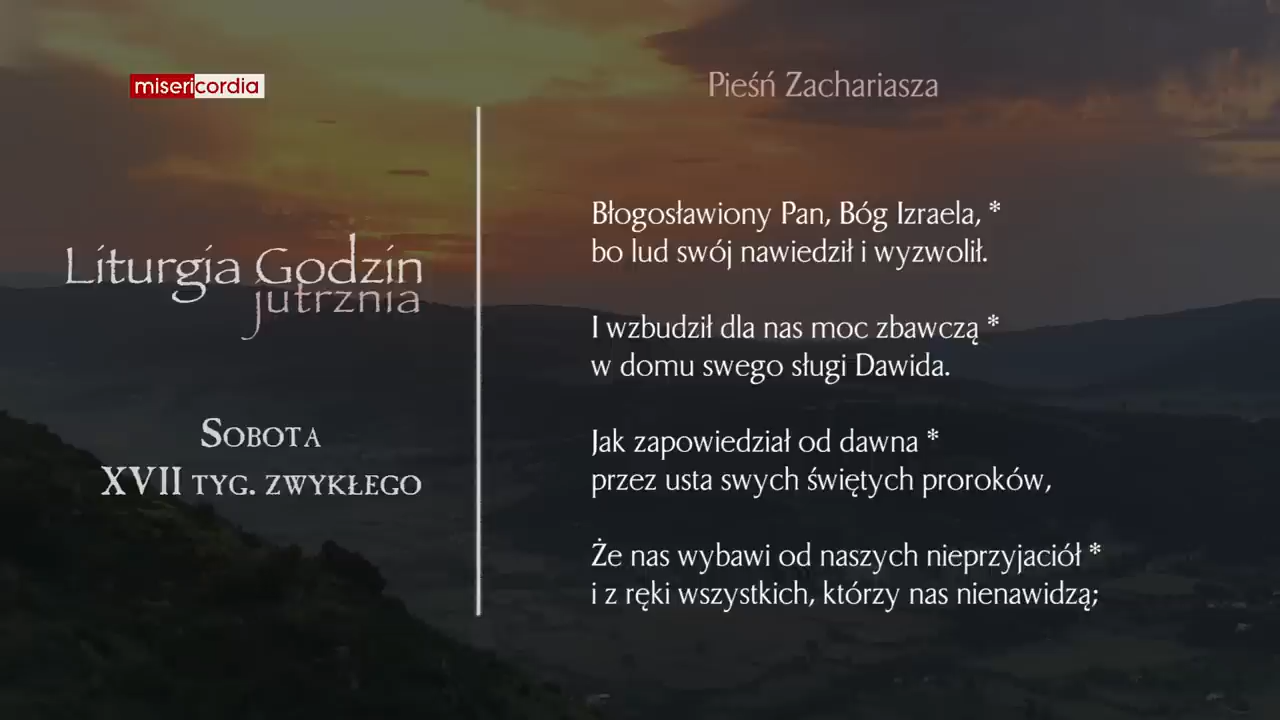 misericordia
Liturgia Godzin
jutrznia
Sobota
XVII tyg. zwykłego
Pieśń Zachariasza
Błogosławiony Pan, Bóg Izraela, *
bo lud swój nawiedził i wyzwolił.
I wzbudził dla nas moc zbawczą *
w domu swego sługi Dawida.
Jak zapowiedział od dawna *
przez usta swych świętych proroków,
Że nas wybawi od naszych nieprzyjaciół *
i z ręki wszystkich, którzy nas nienawidzą;